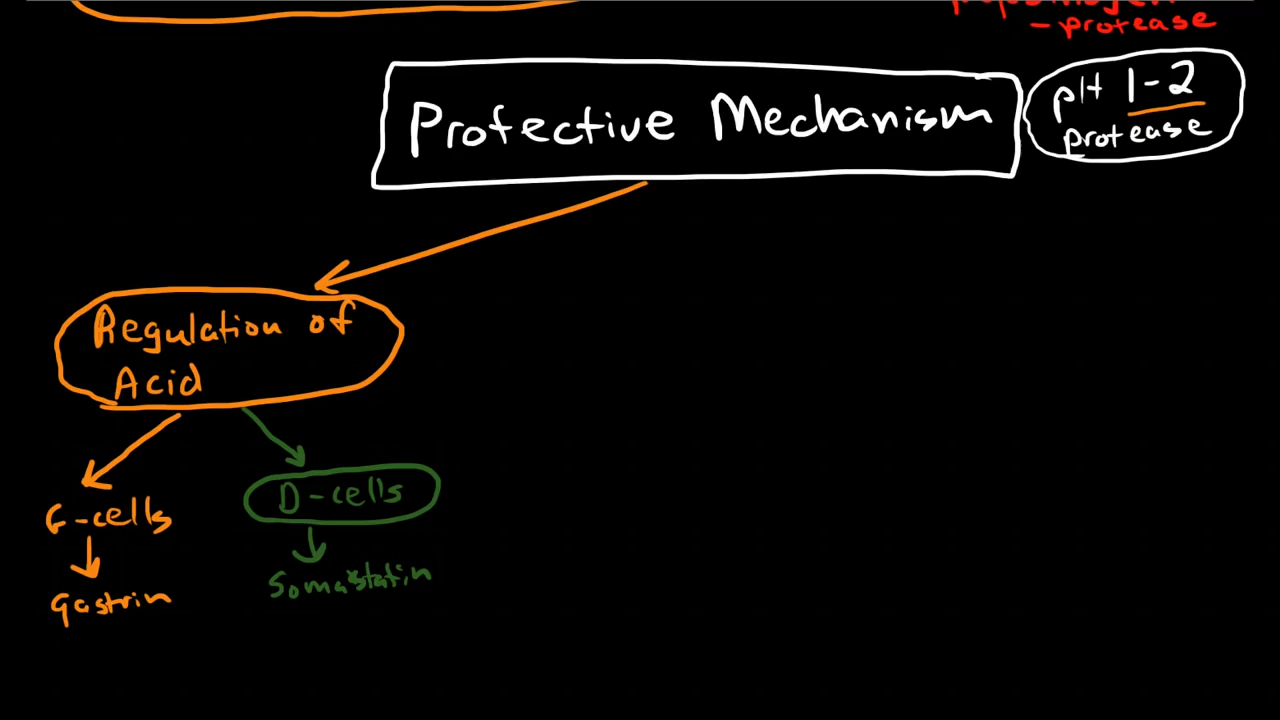 - protease
Protective Mechanism
pH 1-2
protease
Regulation of
Acid
G-cells
D-cells
gastrin
Somatostatin